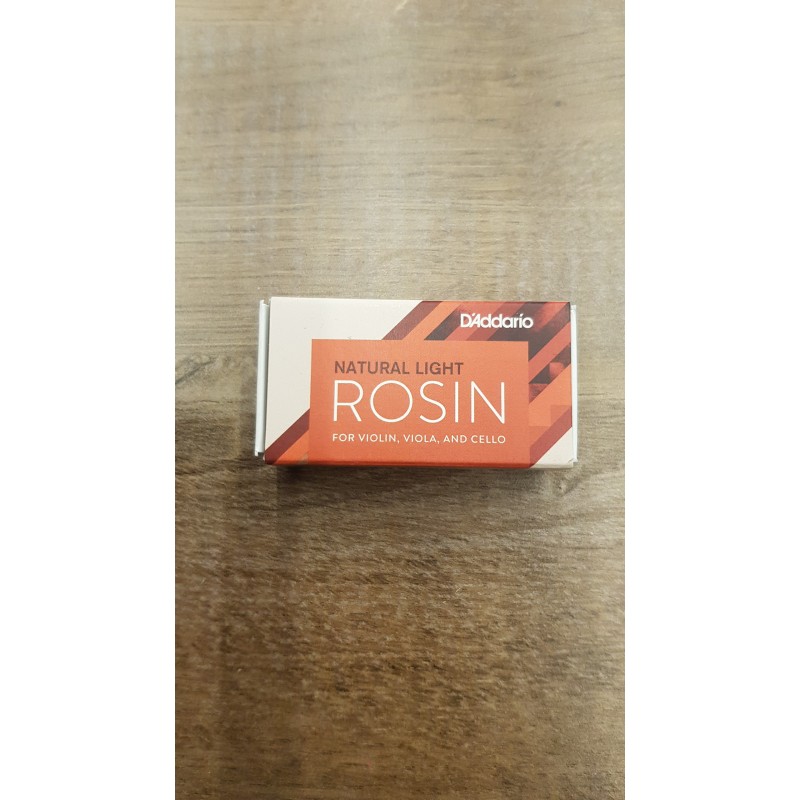 D'Addario
NATURAL LIGHT
ROSIN
FOR VIOLIN, VIOLA, AND CELLO